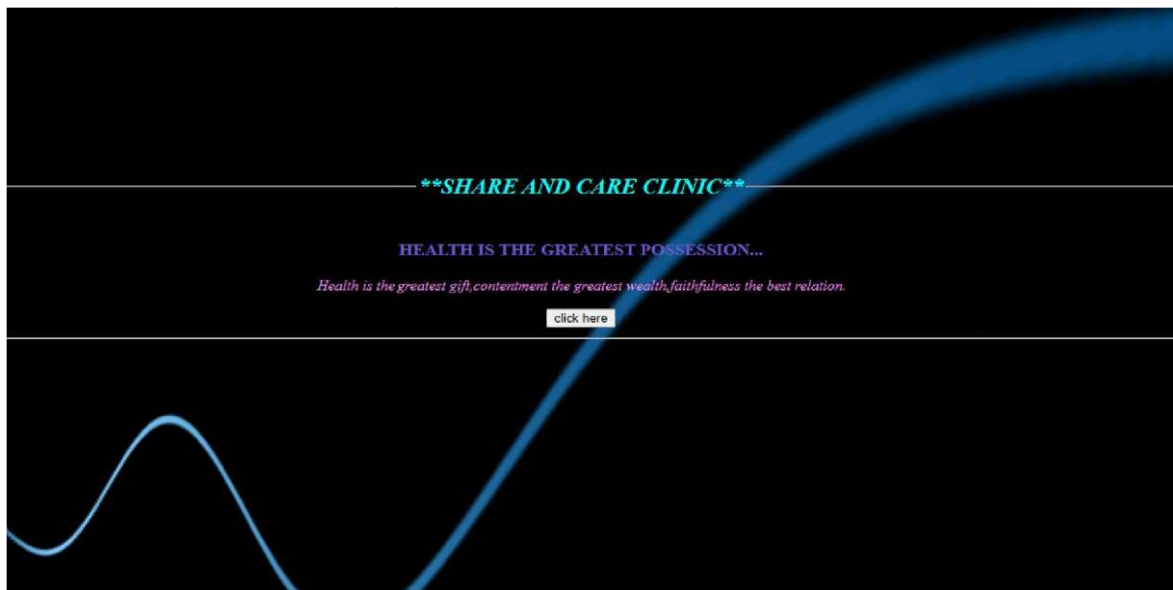 **SHARE AND CARE CLINIC**
HEALTH IS THE GREATEST POSSESSION...
Health is the greatest gift,contentment the greatest wealth,faithfulness the best relation.
click here